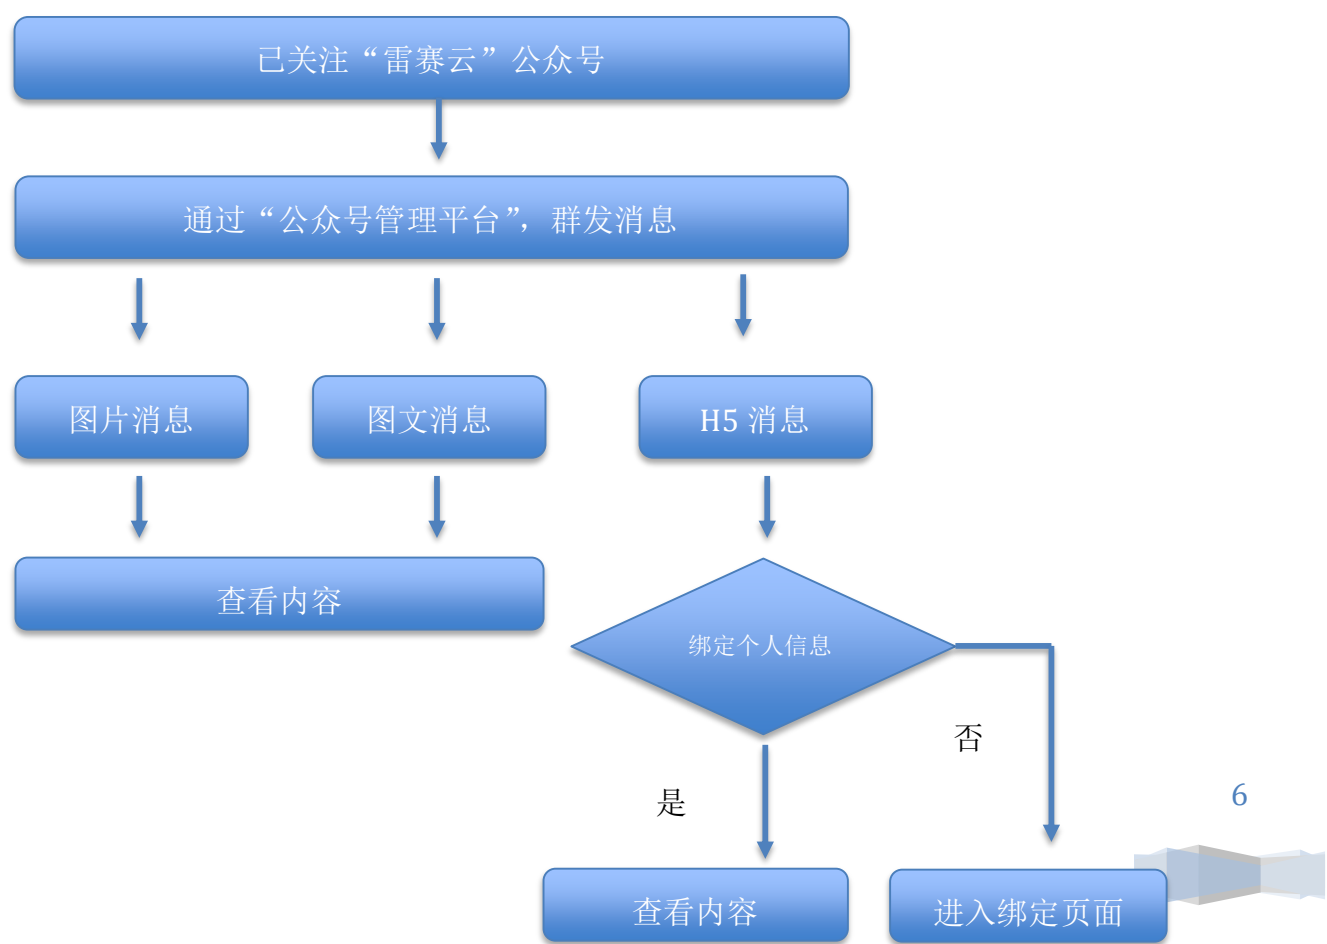 已关注“雷赛云”公众号
通过“公众号管理平台”，群发消息
图片消息
图文消息
H5 消息
查看内容
绑定个人信息
否
是
6
查看内容
进入绑定页面